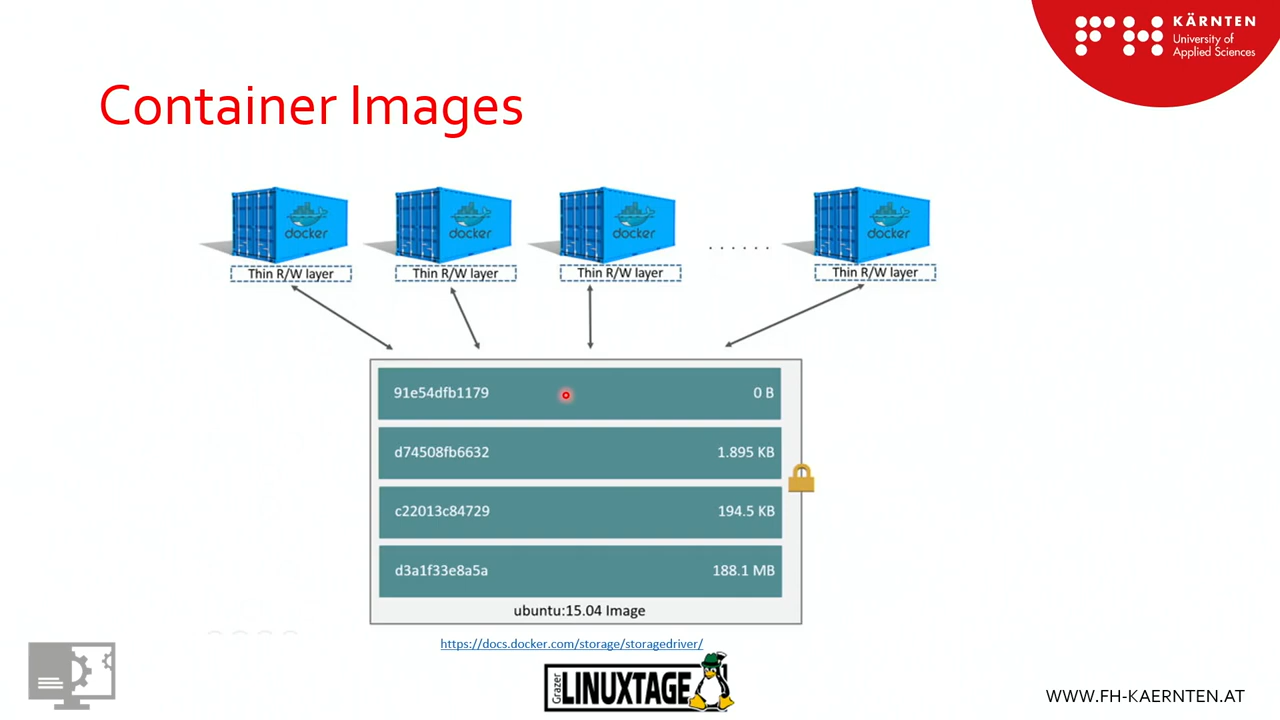 KÄRNTEN
University of
Applied Sciences
Container Images
docker
docker
docker
. . . . . .
docker
Thin R/W layer
Thin R/W layer
Thin R/W layer
Thin R/W layer
91e54dfb1179 0 B
d74508fb6632 1.895 KB
c22013c84729 194.5 KB
d3a1f33e8a5a 188.1 MB
ubuntu:15.04 Image
https://docs.docker.com/storage/storagedriver/
Grazer
LINUXTAGE
WWW.FH-KAERNTEN.AT